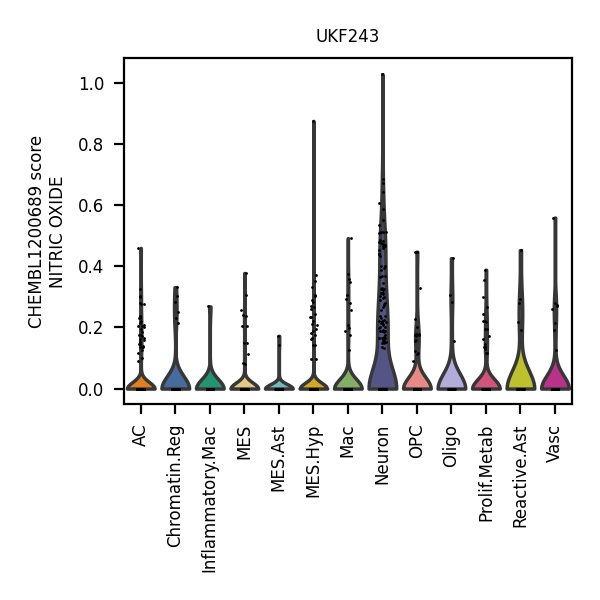 UKF243
CHEMBL1200689 score
NITRIC OXIDE
1.0
0.8
0.6
0.4
0.2
0.0
AC
Chromatin.Reg
Inflammatory.Mac
MES
MES.Ast
MES.Hyp
Mac
Neuron
OPC
Oligo
Prolif.Metab
Reactive.Ast
Vasc